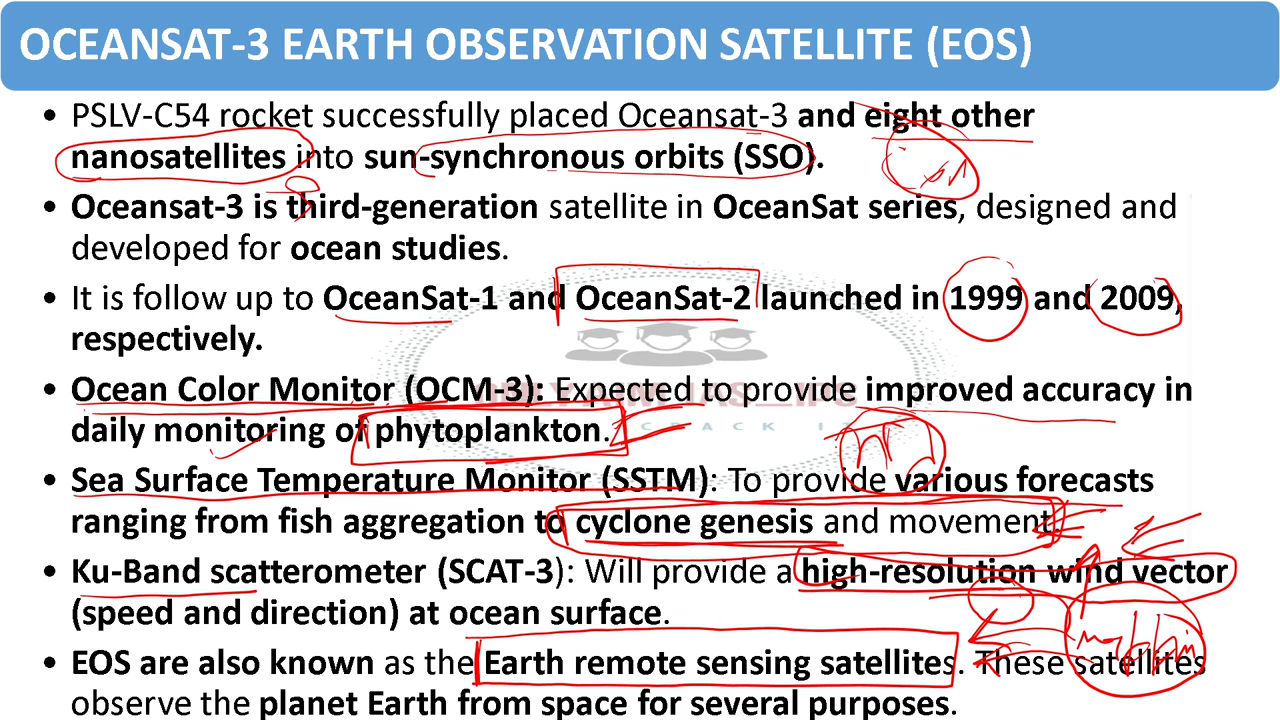 OCEANSAT-3 EARTH OBSERVATION SATELLITE (EOS)
• PSLV-C54 rocket successfully placed Oceansat-3 and eight other
nanosatellites into sun-synchronous orbits (SSO).
• Oceansat-3 is third-generation satellite in OceanSat series, designed and
developed for ocean studies.
• It is follow up to OceanSat-1 and OceanSat-2 launched in 1999 and 2009,
respectively.
• Ocean Color Monitor (OCM-3): Expected to provide improved accuracy in
daily monitoring of phytoplankton.
• Sea Surface Temperature Monitor (SSTM): To provide various forecasts
ranging from fish aggregation to cyclone genesis and movement.
• Ku-Band scatterometer (SCAT-3): Will provide a high-resolution wind vector
(speed and direction) at ocean surface.
• EOS are also known as the Earth remote sensing satellites. These satellites
observe the planet Earth from space for several purposes.